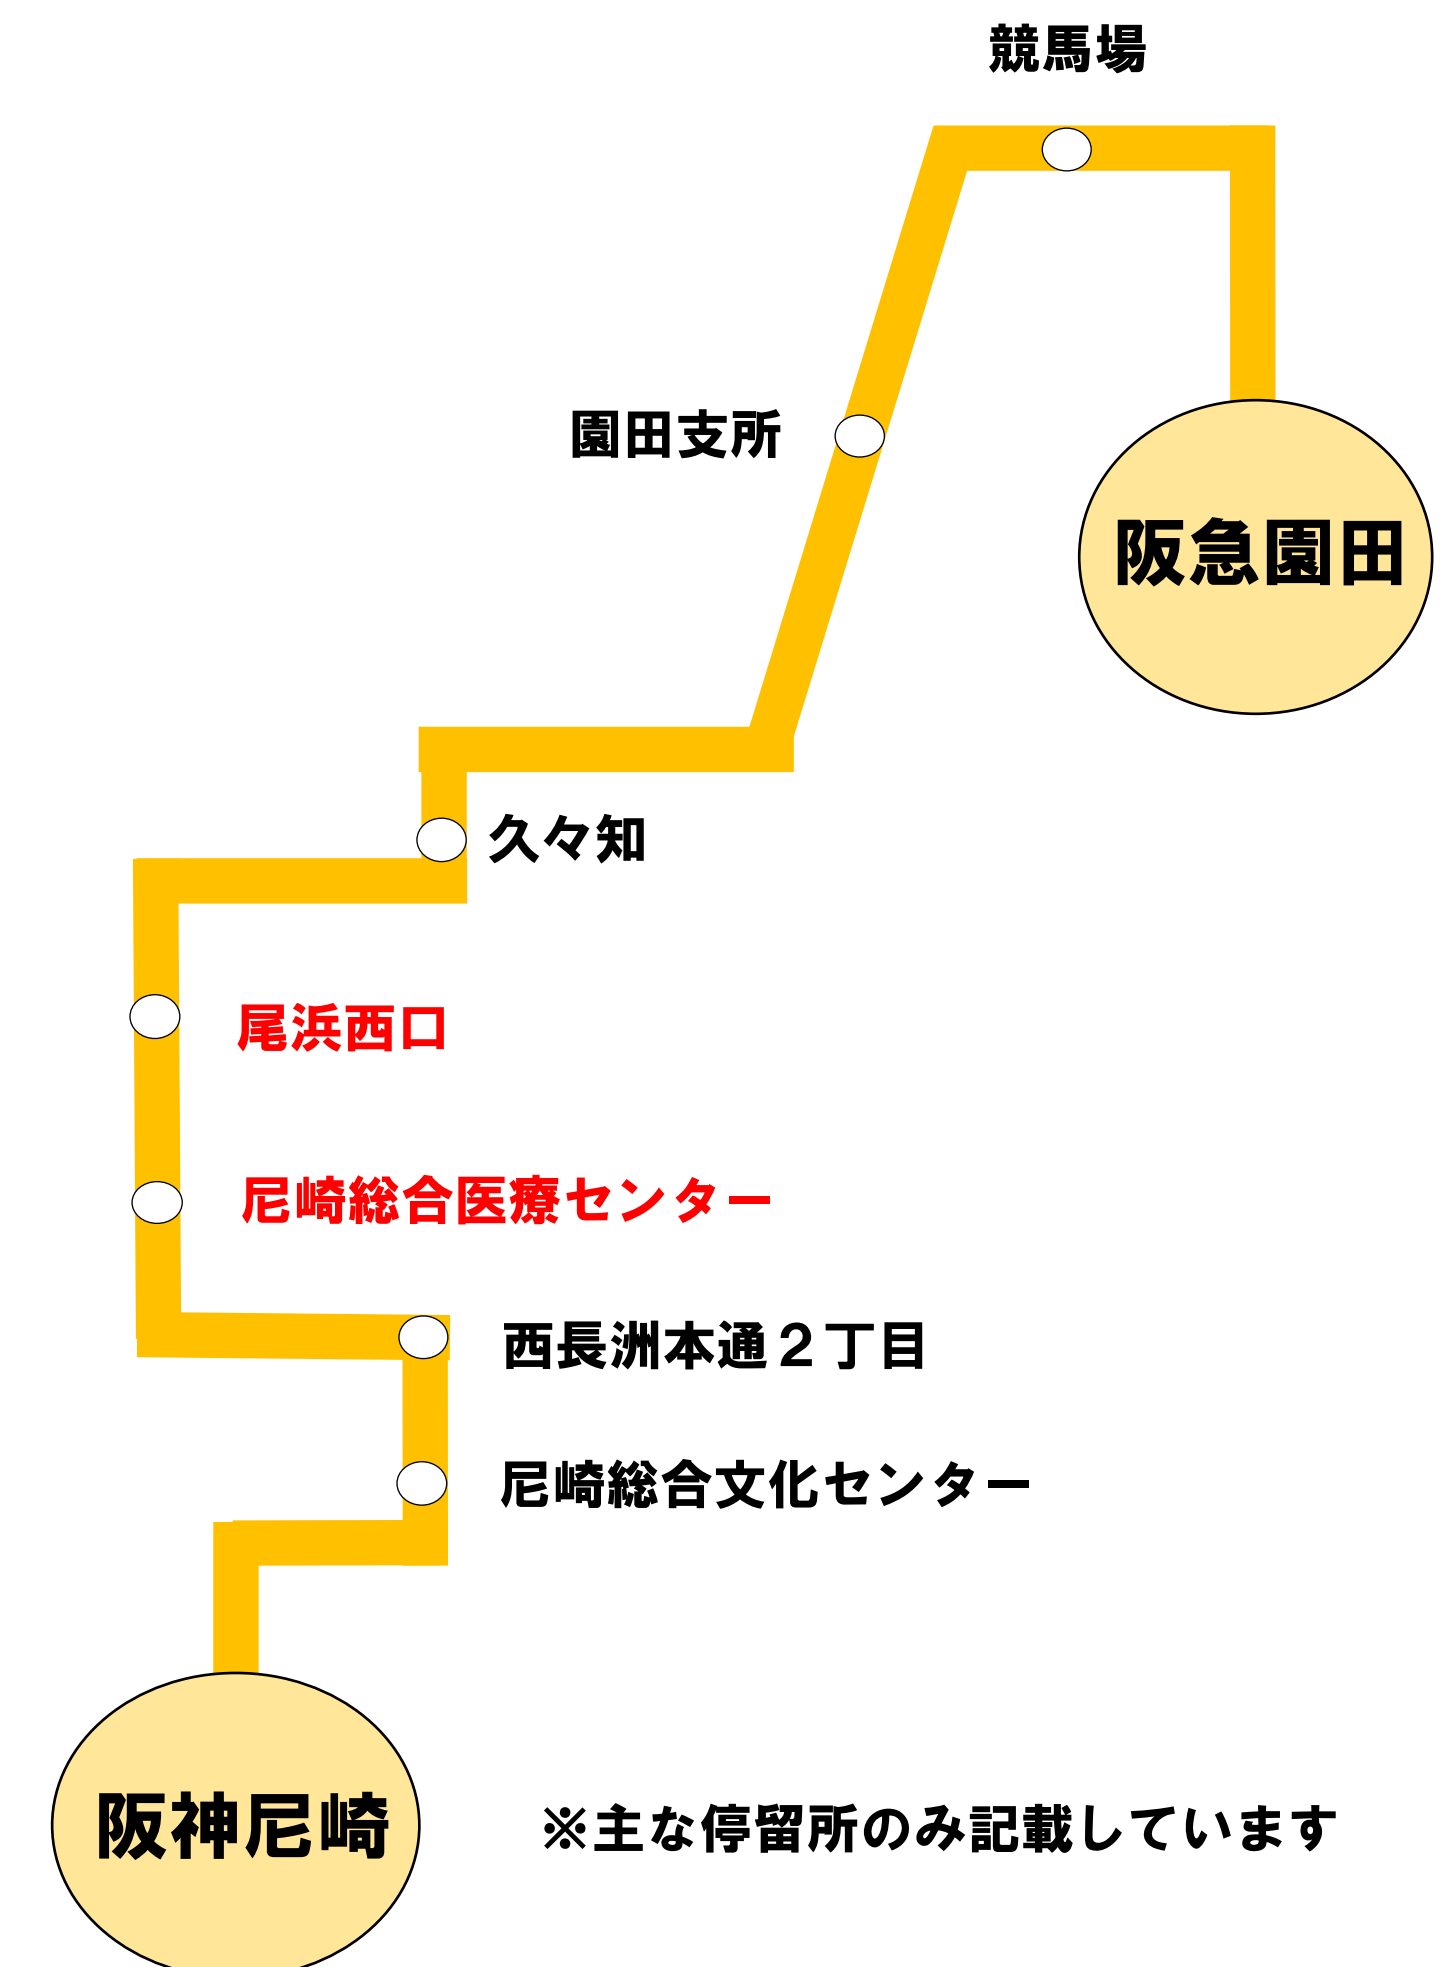 競馬場
園田支所
阪急園田
久々知
尾浜西口
尼崎総合医療センター
西長洲本通２丁目
尼崎総合文化センター
阪神尼崎
※主な停留所のみ記載しています